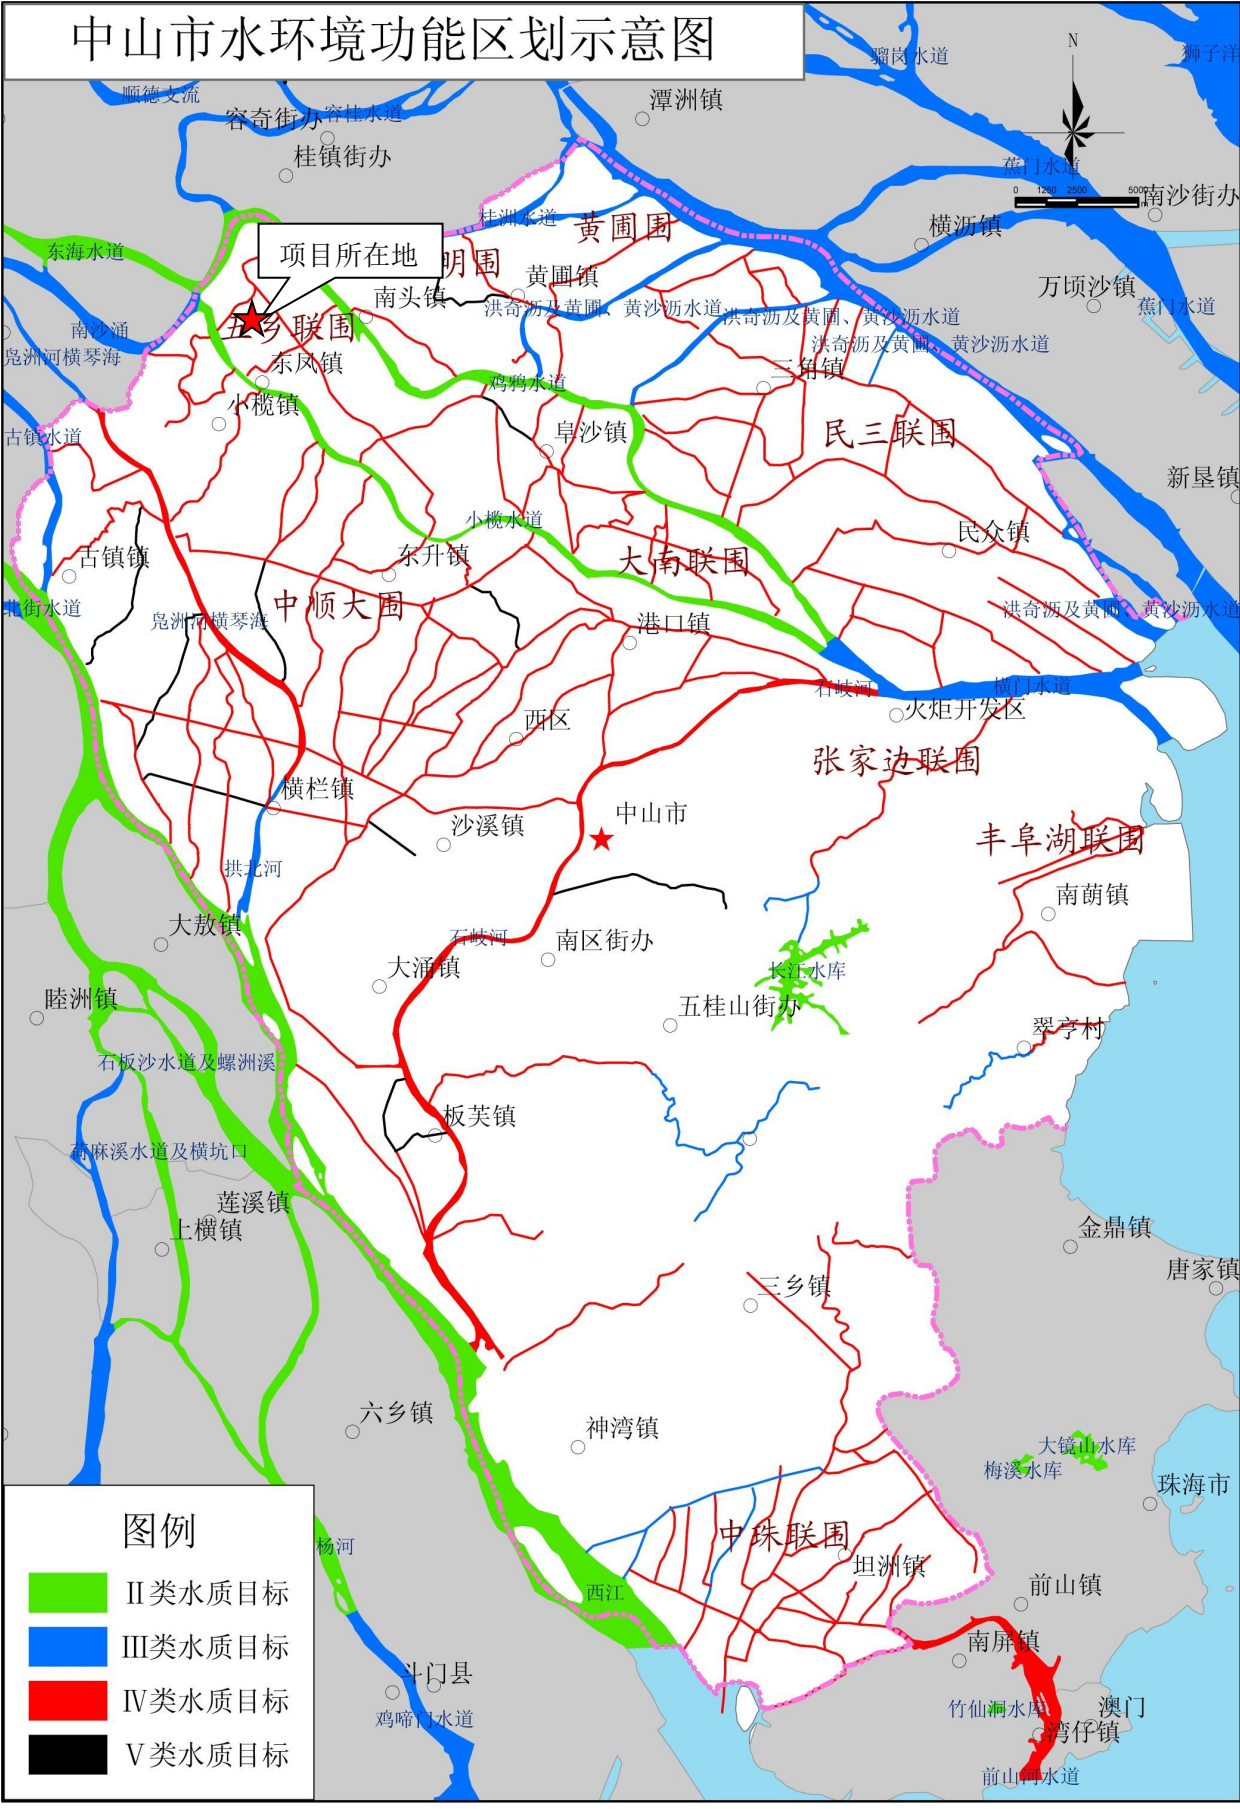 中山市水环境功能区划示意图
骝岗水道
狮子洋
N
顺德支流
容奇街办
容桂水道
潭洲镇
桂镇街办
蕉门水道
0 1250 2500 5000
南沙街办
桂洲水道
黄圃围
横沥镇
东海水道
项目所在地
明围
黄圃镇
万顷沙镇
南头镇
洪奇沥及黄圃、黄沙沥水道
洪奇沥及黄圃、黄沙沥水道
蕉门水道
南沙涌
五乡联围
洪奇沥及黄圃、黄沙沥水道
凫洲河横琴海
东凤镇
三角镇
鸡鸦水道
小榄镇
古镇水道
阜沙镇
民三联围
新垦镇
小榄水道
民众镇
古镇镇
东升镇
大南联围
北街水道
凫洲河横琴海
中顺大围
港口镇
洪奇沥及黄圃、黄沙沥水道
石岐河
横门水道
西区
火炬开发区
张家边联围
横栏镇
中山市
沙溪镇
丰阜湖联围
拱北河
南蓢镇
大敖镇
石岐河
南区街办
大涌镇
长江水库
睦洲镇
五桂山街办
翠亨村
石板沙水道及螺洲溪
板芙镇
荷麻溪水道及横坑口
莲溪镇
上横镇
金鼎镇
唐家镇
三乡镇
六乡镇
神湾镇
大镜山水库
梅溪水库
珠海市
图例
中珠联围
杨河
坦洲镇
II类水质目标
西江
前山镇
III类水质目标
南屏镇
斗门县
IV类水质目标
竹仙洞水库
澳门
鸡啼门水道
湾仔镇
V类水质目标
前山河水道